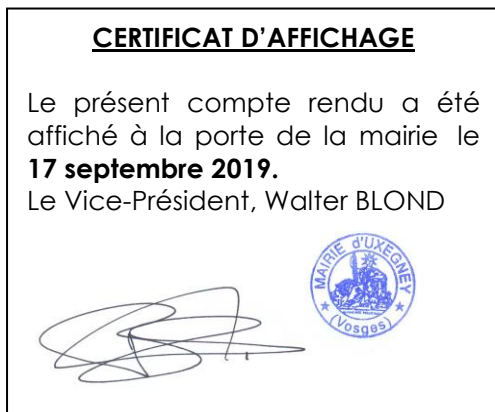 CERTIFICAT D’AFFICHAGE
Le présent compte rendu a été
affiché à la porte de la mairie le
17 septembre 2019.
Le Vice-Président, Walter BLOND
MAIRIE d'UXEGNEY
(Vosges)